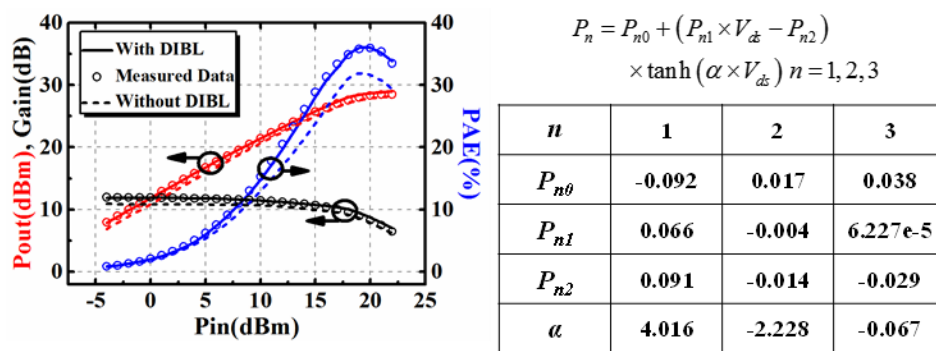 40
30
20
10
0
Pout(dBm), Gain(dB)
With DIBL
Measured Data
Without DIBL
40
30
20
10
0
PAE(%)
-5 0 5 10 15 20 25
Pin(dBm)
Pn = Pn0 + (Pn1 × Vds − Pn2)
× tanh (α × Vds) n = 1, 2, 3
n 1 2 3
Pn0 -0.092 0.017 0.038
Pn1 0.066 -0.004 6.227e-5
Pn2 0.091 -0.014 -0.029
α 4.016 -2.228 -0.067